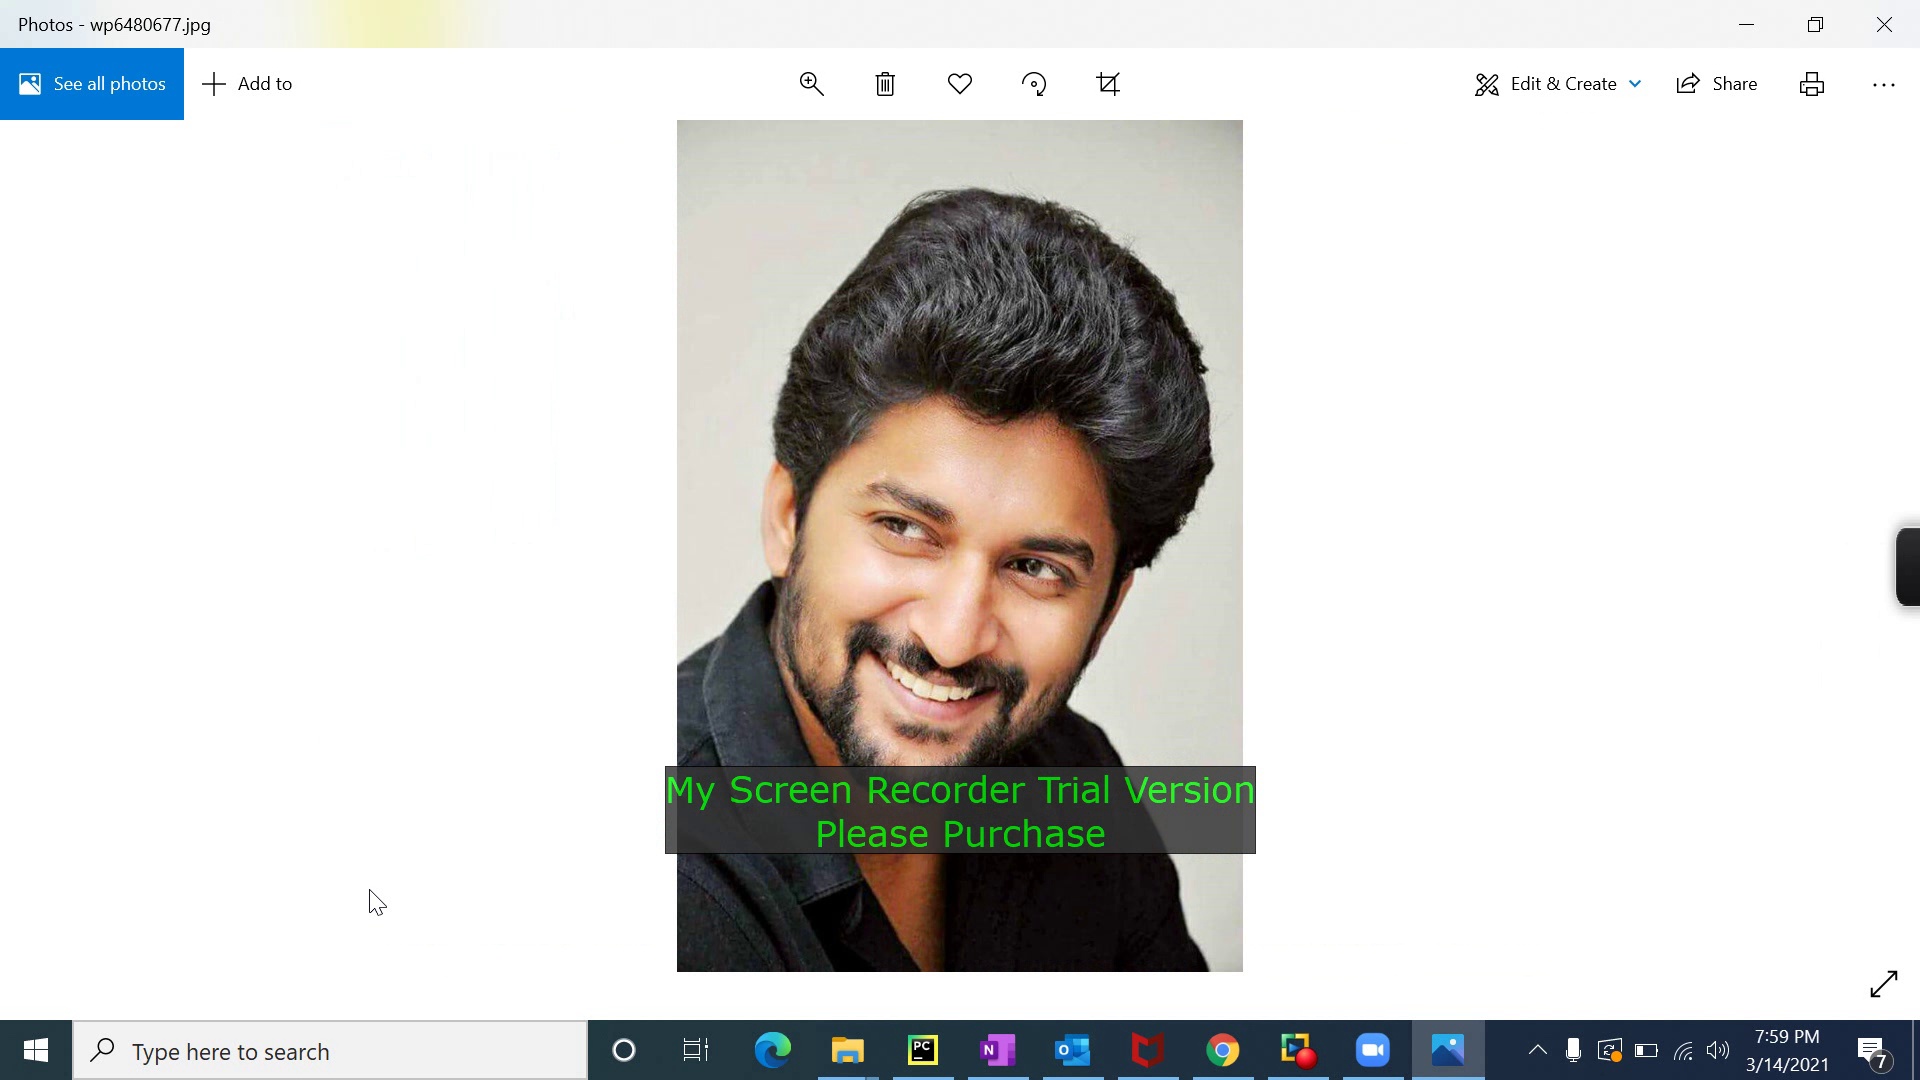 Photos - wp6480677.jpg
See all photos
Add to
Edit & Create
Share
My Screen Recorder Trial Version
Please Purchase
Type here to search
PC
N
O
7:59 PM
3/14/2021
7